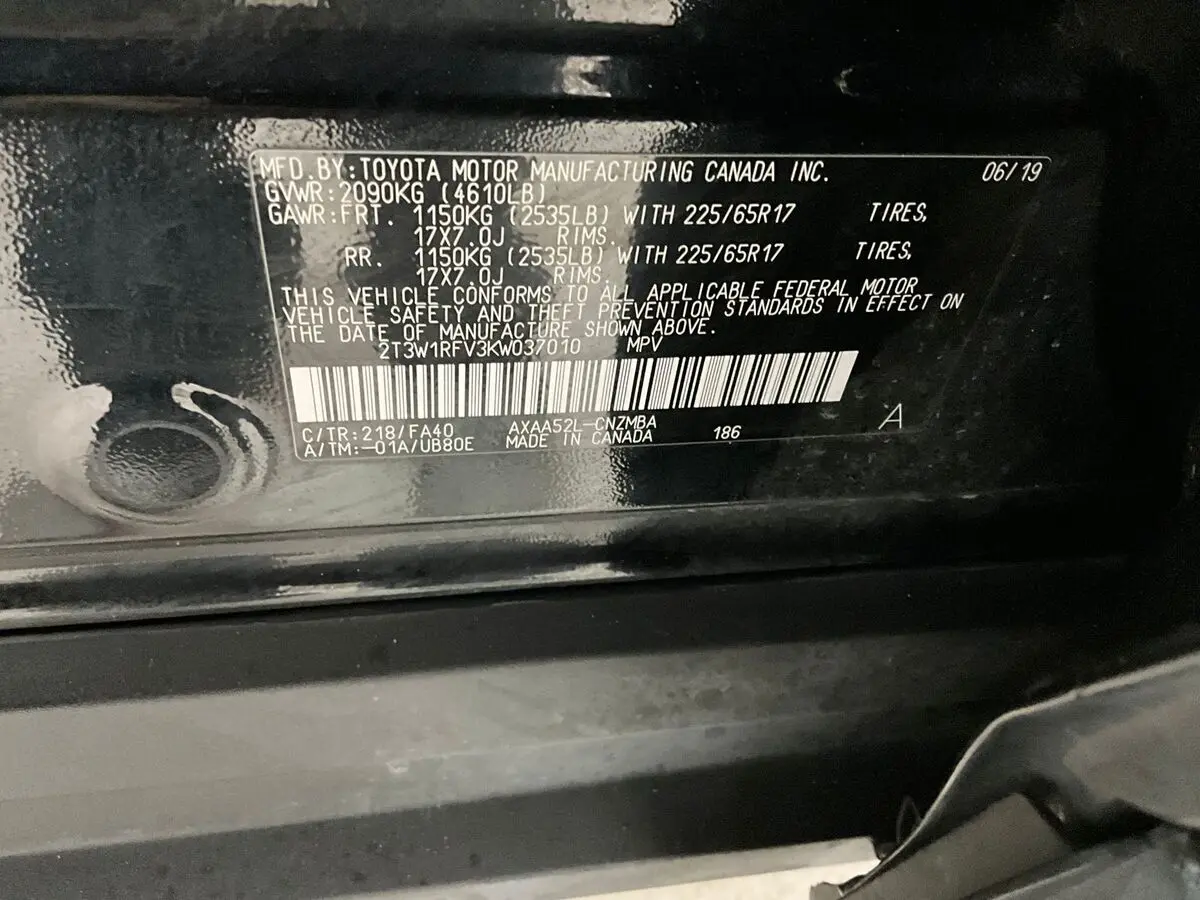 MFD.BY:TOYOTA MOTOR MANUFACTURING CANADA INC. 06/19
GVWR:2090KG (4610LB)
GAWR:FRT. 1150KG (2535LB) WITH 225/65R17 TIRES,
17X7.0J RIMS.
RR. 1150KG (2535LB) WITH 225/65R17 TIRES,
17X7.0J RIMS.
THIS VEHICLE CONFORMS TO ALL APPLICABLE FEDERAL MOTOR
VEHICLE SAFETY AND THEFT PREVENTION STANDARDS IN EFFECT ON
THE DATE OF MANUFACTURE SHOWN ABOVE.
2T3W1RFV3KW037010 MPV
C/TR:218/FA40 AXAA52L-CNZMBA A
A/TM:-01A/UB80E MADE IN CANADA 186